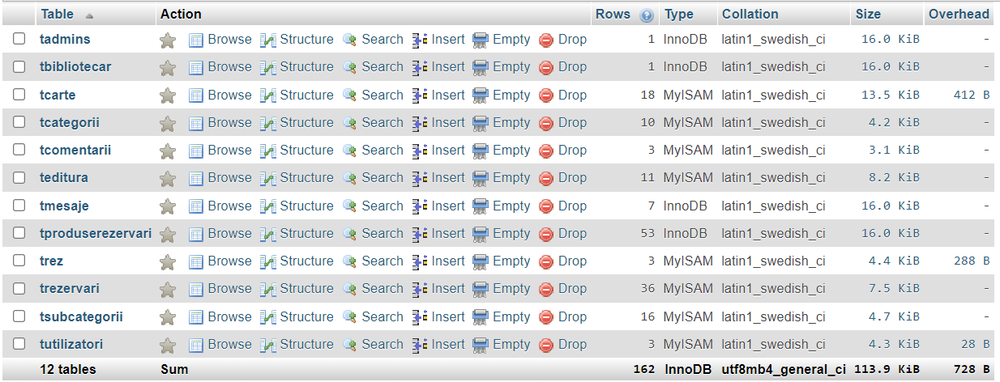 Table Action Rows Type Collation Size Overhead
tadmins Browse Structure Search Insert Empty Drop 1 InnoDB latin1_swedish_ci 16.0 KiB -
tbibliotecar Browse Structure Search Insert Empty Drop 1 InnoDB latin1_swedish_ci 16.0 KiB -
tcarte Browse Structure Search Insert Empty Drop 18 MyISAM latin1_swedish_ci 13.5 KiB 412 B
tcategorii Browse Structure Search Insert Empty Drop 10 MyISAM latin1_swedish_ci 4.2 KiB -
tcomentarii Browse Structure Search Insert Empty Drop 3 MyISAM latin1_swedish_ci 3.1 KiB -
teditura Browse Structure Search Insert Empty Drop 11 MyISAM latin1_swedish_ci 8.2 KiB -
tmesaje Browse Structure Search Insert Empty Drop 7 InnoDB latin1_swedish_ci 16.0 KiB -
tproduserezervari Browse Structure Search Insert Empty Drop 53 InnoDB latin1_swedish_ci 16.0 KiB -
trez Browse Structure Search Insert Empty Drop 3 MyISAM latin1_swedish_ci 4.4 KiB 288 B
trezervari Browse Structure Search Insert Empty Drop 36 MyISAM latin1_swedish_ci 7.5 KiB -
tsubcategorii Browse Structure Search Insert Empty Drop 16 MyISAM latin1_swedish_ci 4.7 KiB -
tutilizatori Browse Structure Search Insert Empty Drop 3 MyISAM latin1_swedish_ci 4.3 KiB 28 B
12 tables Sum 162 InnoDB utf8mb4_general_ci 113.9 KiB 728 B